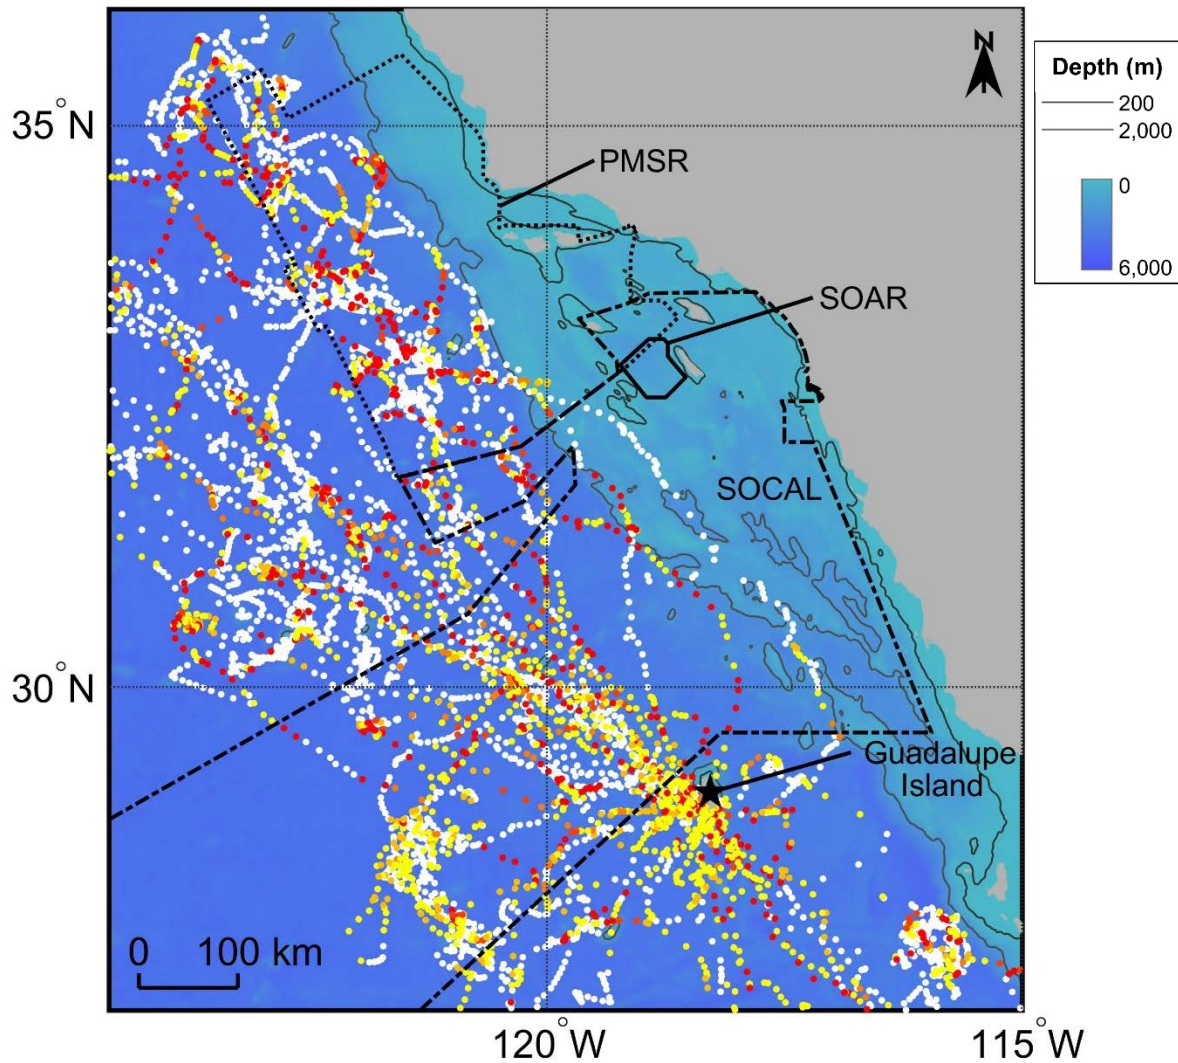 N
Depth (m)
200
2,000
0
6,000
35°N
PMSR
SOAR
SOCAL
30°N
Guadalupe
Island
0 100 km
120°W
115°W